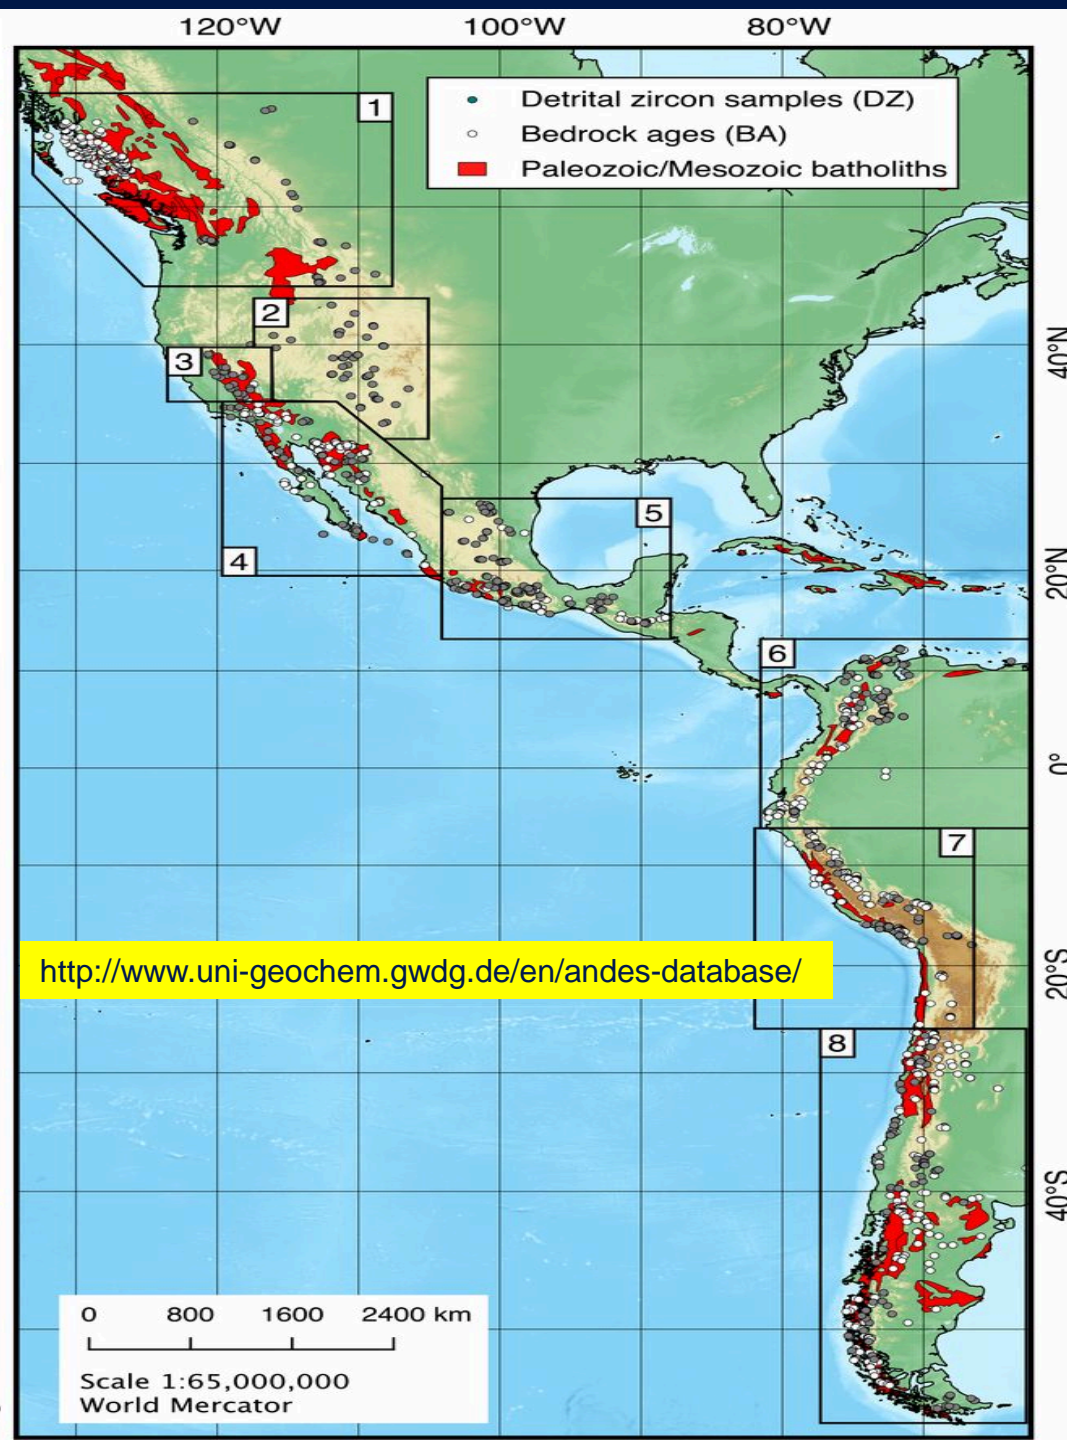 120°W 100°W 80°W
Detrital zircon samples (DZ)
Bedrock ages (BA)
Paleozoic/Mesozoic batholiths
1
2
3
4
5
6
7
8
40°N
20°N
0°
20°S
40°S
http://www.uni-geochem.gwdg.de/en/andes-database/
0 800 1600 2400 km
Scale 1:65,000,000
World Mercator